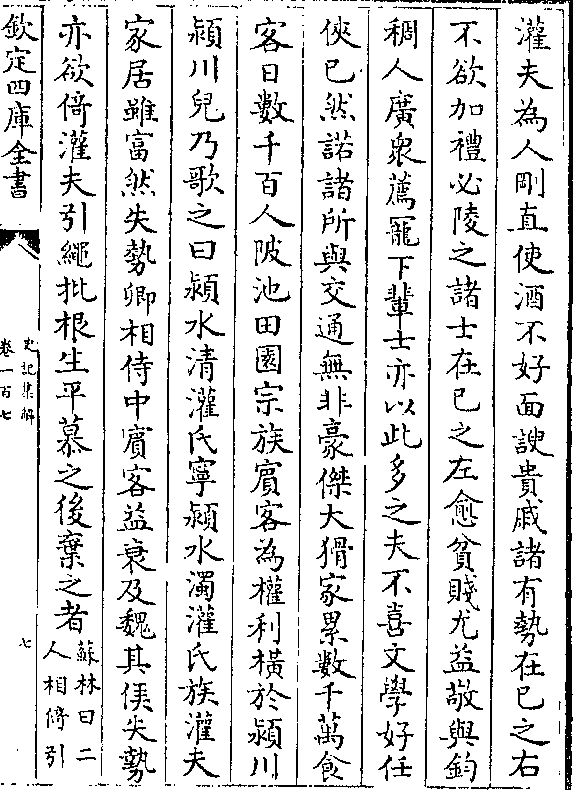 灌夫為人剛直使酒不好面諛貴戚諸有勢在已之右
不欲加禮必陵之諸士在已之左愈貧賤尤益敬與鈞
稠人廣衆薦寵下輩士亦以此多之夫不喜文學好任
俠已然諾諸所與交通無非豪傑大猾家累數千萬食
客日數十百人陂池田園宗族賓客為權利橫於潁川
潁川兒乃歌之曰潁水清灌氏寧潁水濁灌氏族灌夫
家居雖富然失勢卿相侍中賓客益衰及魏其侯失勢
亦欲倚灌夫引繩批根生平慕之後棄之者
蘇林曰二
人相倚引
欽定四庫全書
史記集解
卷一百七
七